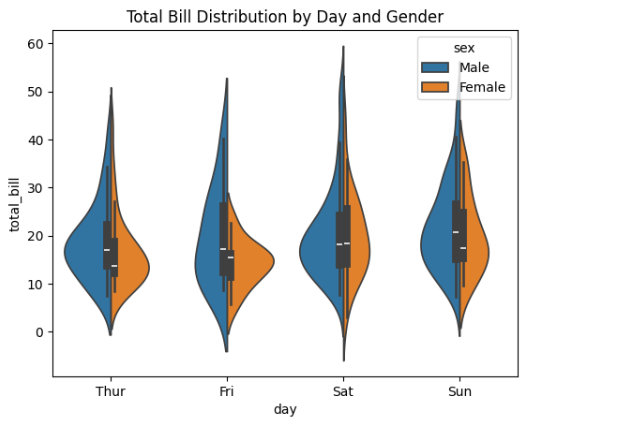 Total Bill Distribution by Day and Gender
total_bill
60
50
40
30
20
10
0
sex
Male
Female
Thur Fri Sat Sun
day